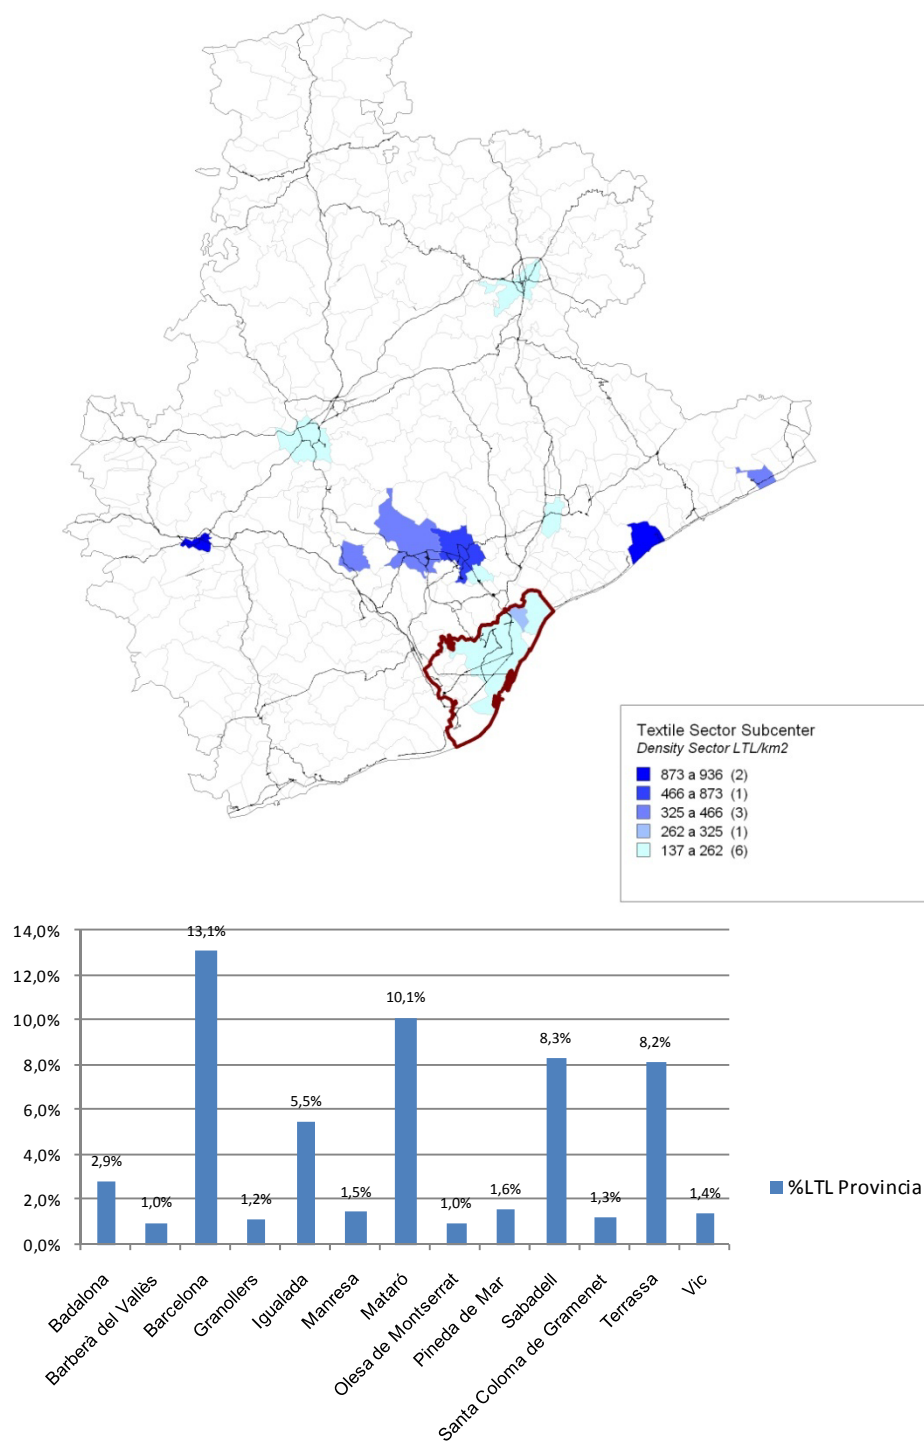 Textile Sector Subcenter
Density Sector LTL/km2
873 a 936 (2)
466 a 873 (1)
325 a 466 (3)
262 a 325 (1)
137 a 262 (6)
14,0%
12,0%
10,0%
8,0%
6,0%
4,0%
2,0%
0,0%
2,9%
1,0%
13,1%
1,2%
5,5%
1,5%
10,1%
1,0%
1,6%
8,3%
1,3%
8,2%
1,4%
Badalona
Barberà del Vallès
Barcelona
Granollers
Igualada
Manresa
Mataró
Olesa de Montserrat
Pineda de Mar
Sabadell
Santa Coloma de Gramenet
Terrassa
Vic
%LTL Provincia